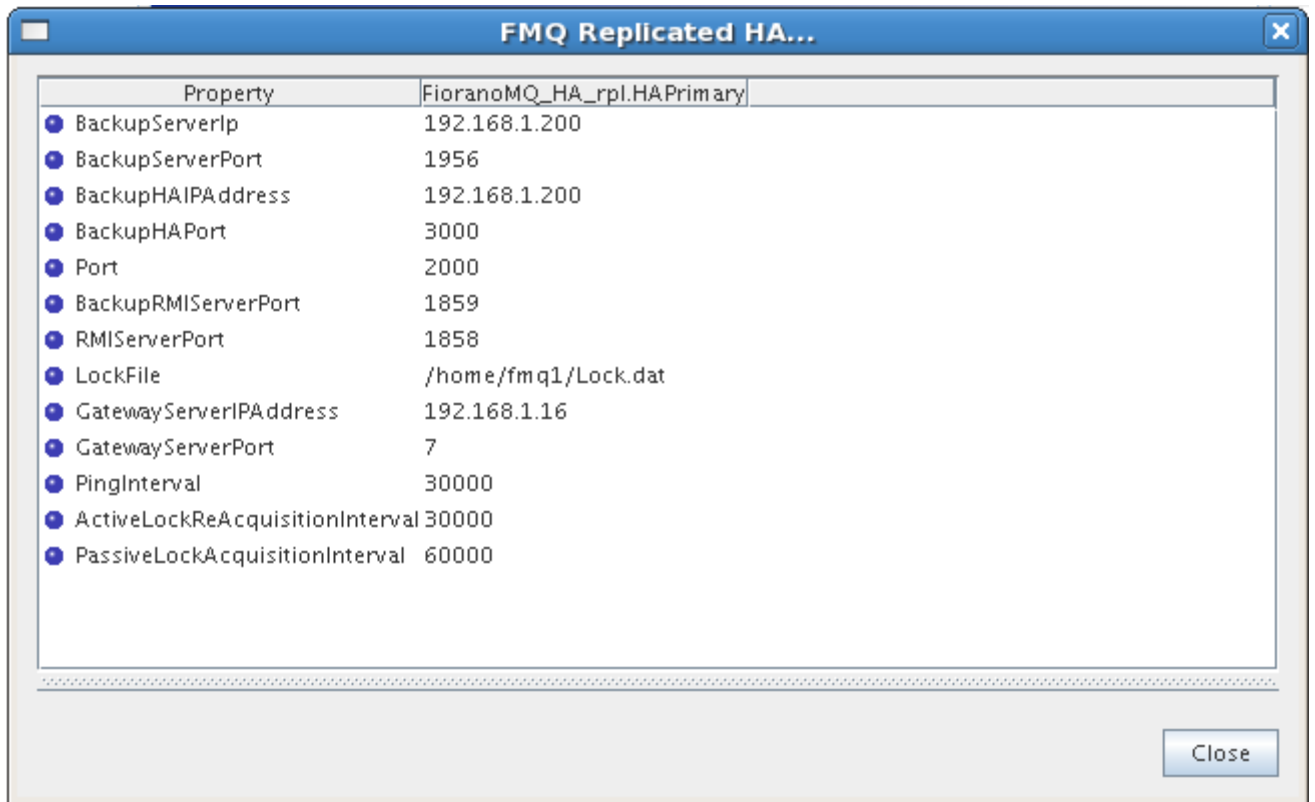 FMQ Replicated HA...
Property FioranoMQ_HA_rpl.HAPrimary
BackupServerIp 192.168.1.200
BackupServerPort 1956
BackupHAIPAddress 192.168.1.200
BackupHAPort 3000
Port 2000
BackupRMIServerPort 1859
RMIServerPort 1858
LockFile /home/fmq1/Lock.dat
GatewayServerIPAddress 192.168.1.16
GatewayServerPort 7
PingInterval 30000
ActiveLockReAcquisitionInterval 30000
PassiveLockAcquisitionInterval 60000
Close